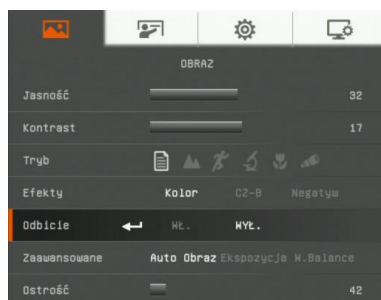 OBRAZ
Jasność 32
Kontrast 17
Tryb
Efekty Kolor CZ-B Negatyw
Odbicie WŁ. WYŁ.
Zaawansowane Auto Obraz Ekspozycja W.Balance
Ostrość 42